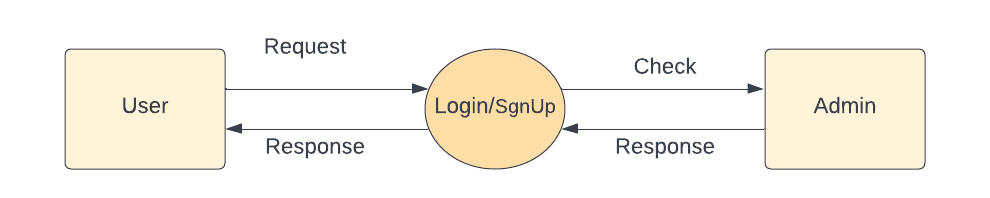 Request
Check
User
Login/SgnUp
Admin
Response
Response